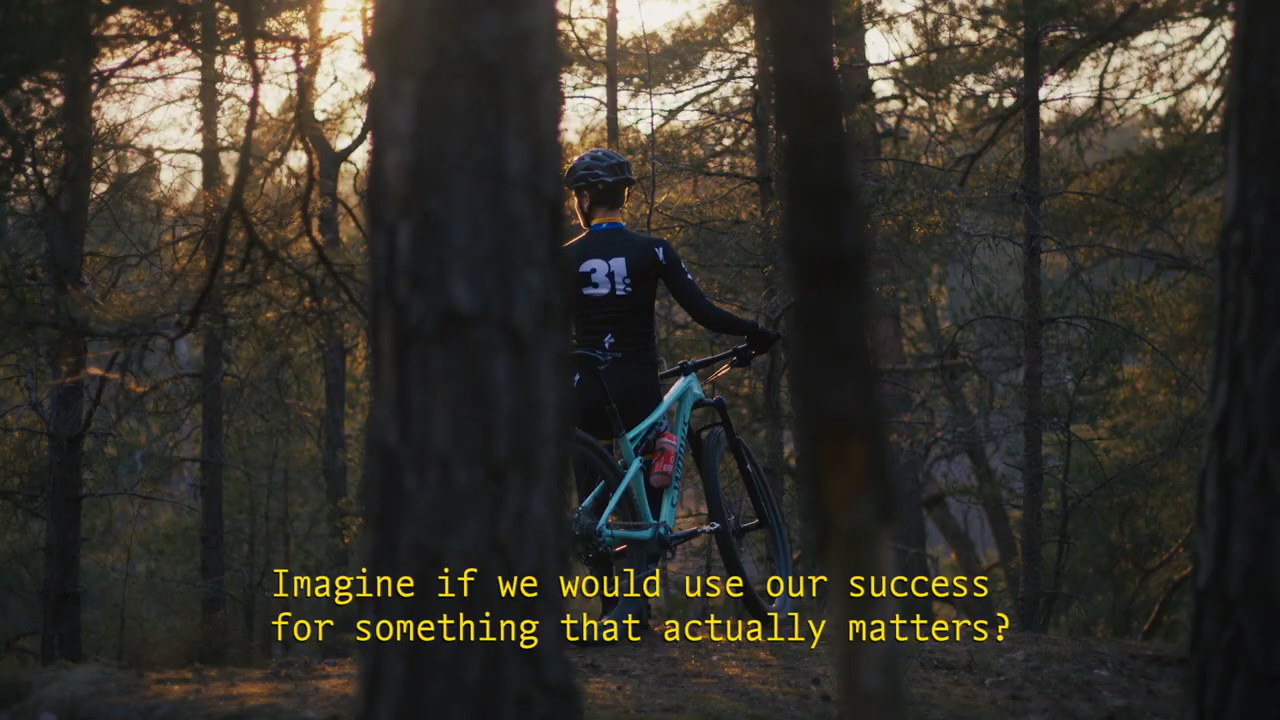 31
Imagine if we would use our success
for something that actually matters?